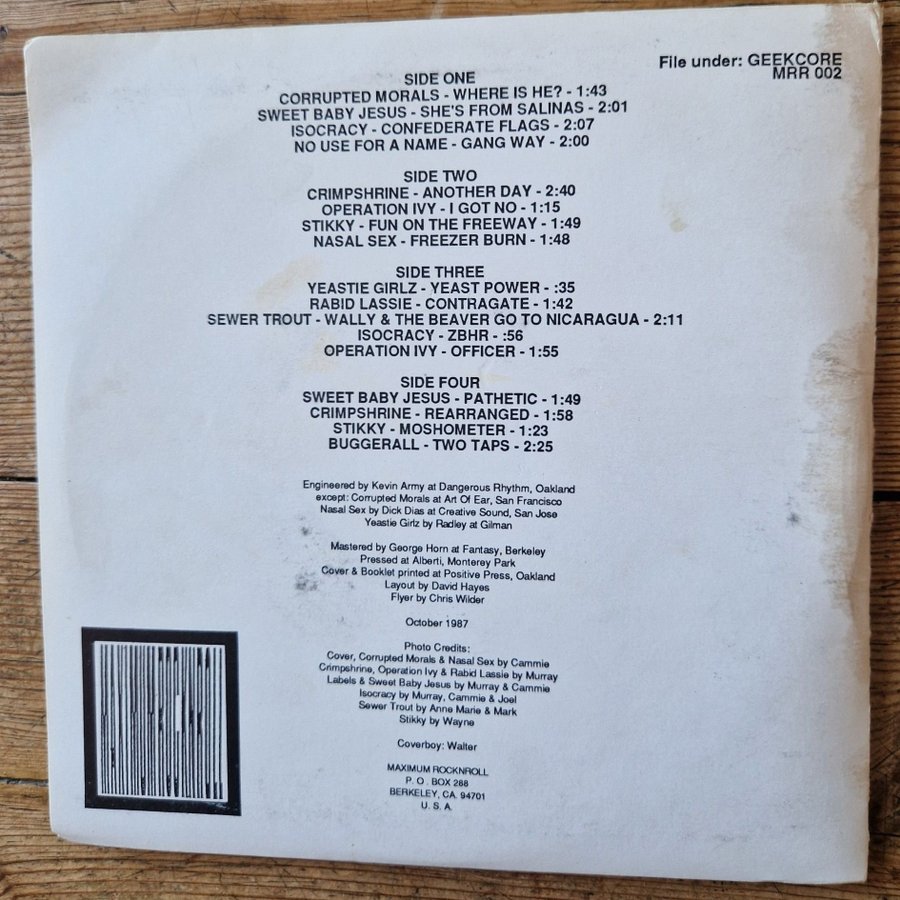 File under: GEEKCORE
MRR 002
SIDE ONE
CORRUPTED MORALS - WHERE IS HE? - 1:43
SWEET BABY JESUS - SHE'S FROM SALINAS - 2:01
ISOCRACY - CONFEDERATE FLAGS - 2:07
NO USE FOR A NAME - GANG WAY - 2:00
SIDE TWO
CRIMPSHRINE - ANOTHER DAY - 2:40
OPERATION IVY - I GOT NO - 1:15
STIKKY - FUN ON THE FREEWAY - 1:49
NASAL SEX - FREEZER BURN - 1:48
SIDE THREE
YEASTIE GIRLZ - YEAST POWER - :35
RABID LASSIE - CONTRAGATE - 1:42
SEWER TROUT - WALLY & THE BEAVER GO TO NICARAGUA - 2:11
ISOCRACY - ZBHR - :56
OPERATION IVY - OFFICER - 1:55
SIDE FOUR
SWEET BABY JESUS - PATHETIC - 1:49
CRIMPSHRINE - REARRANGED - 1:58
STIKKY - MOSHOMETER - 1:23
BUGGERALL - TWO TAPS - 2:25
Engineered by Kevin Army at Dangerous Rhythm, Oakland
except: Corrupted Morals at Art Of Ear, San Francisco
Nasal Sex by Dick Dias at Creative Sound, San Jose
Yeastie Girlz by Radley at Gilman
Mastered by George Horn at Fantasy, Berkeley
Pressed at Alberti, Monterey Park
Cover & Booklet printed at Positive Press, Oakland
Layout by David Hayes
Flyer by Chris Wilder
October 1987
Photo Credits:
Cover, Corrupted Morals & Nasal Sex by Cammie
Crimpshrine, Operation Ivy & Rabid Lassie by Murray
Labels & Sweet Baby Jesus by Murray & Cammie
Isocracy by Murray, Cammie & Joel
Sewer Trout by Anne Marie & Mark
Stikky by Wayne
Coverboy: Walter
MAXIMUM ROCKNROLL
P. O. BOX 288
BERKELEY, CA. 94701
U. S. A.